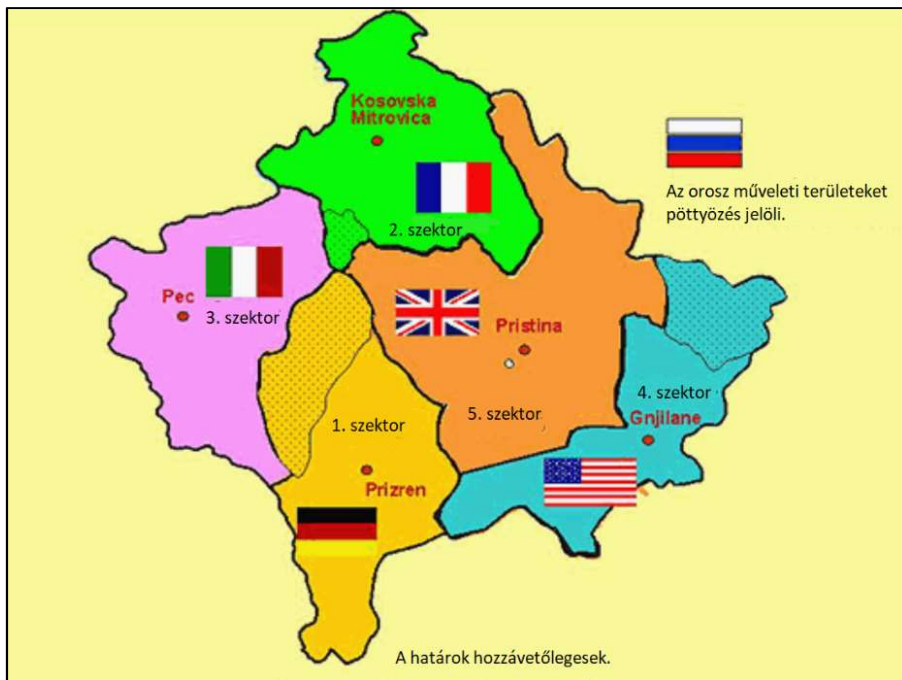 Kosovska
Mitrovica
Az orosz műveleti területeket
pöttyözés jelöli.
2. szektor
Pec
3. szektor
Pristina
4. szektor
Gnjilane
1. szektor
5. szektor
Prizren
A határok hozzávetőlegesek.